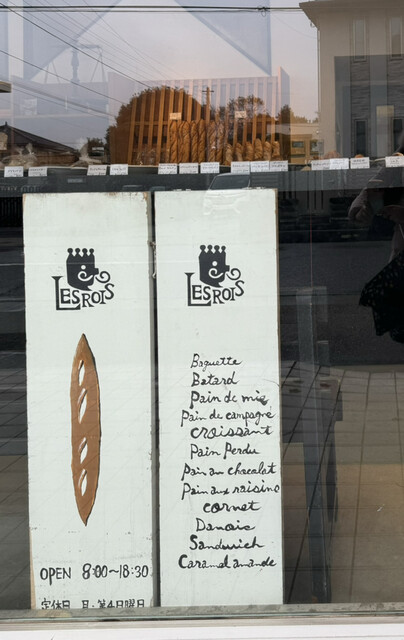 LES ROIS
OPEN 8:00〜18:30
定休日 月・第4日曜日
LES ROIS
Baguette
Batard
Pain de mie
Pain de campagne
croissant
Pain Perdu
Pain au chocalat
Pain aux raisins
cornet
Danois
Sandwich
Caramel amande